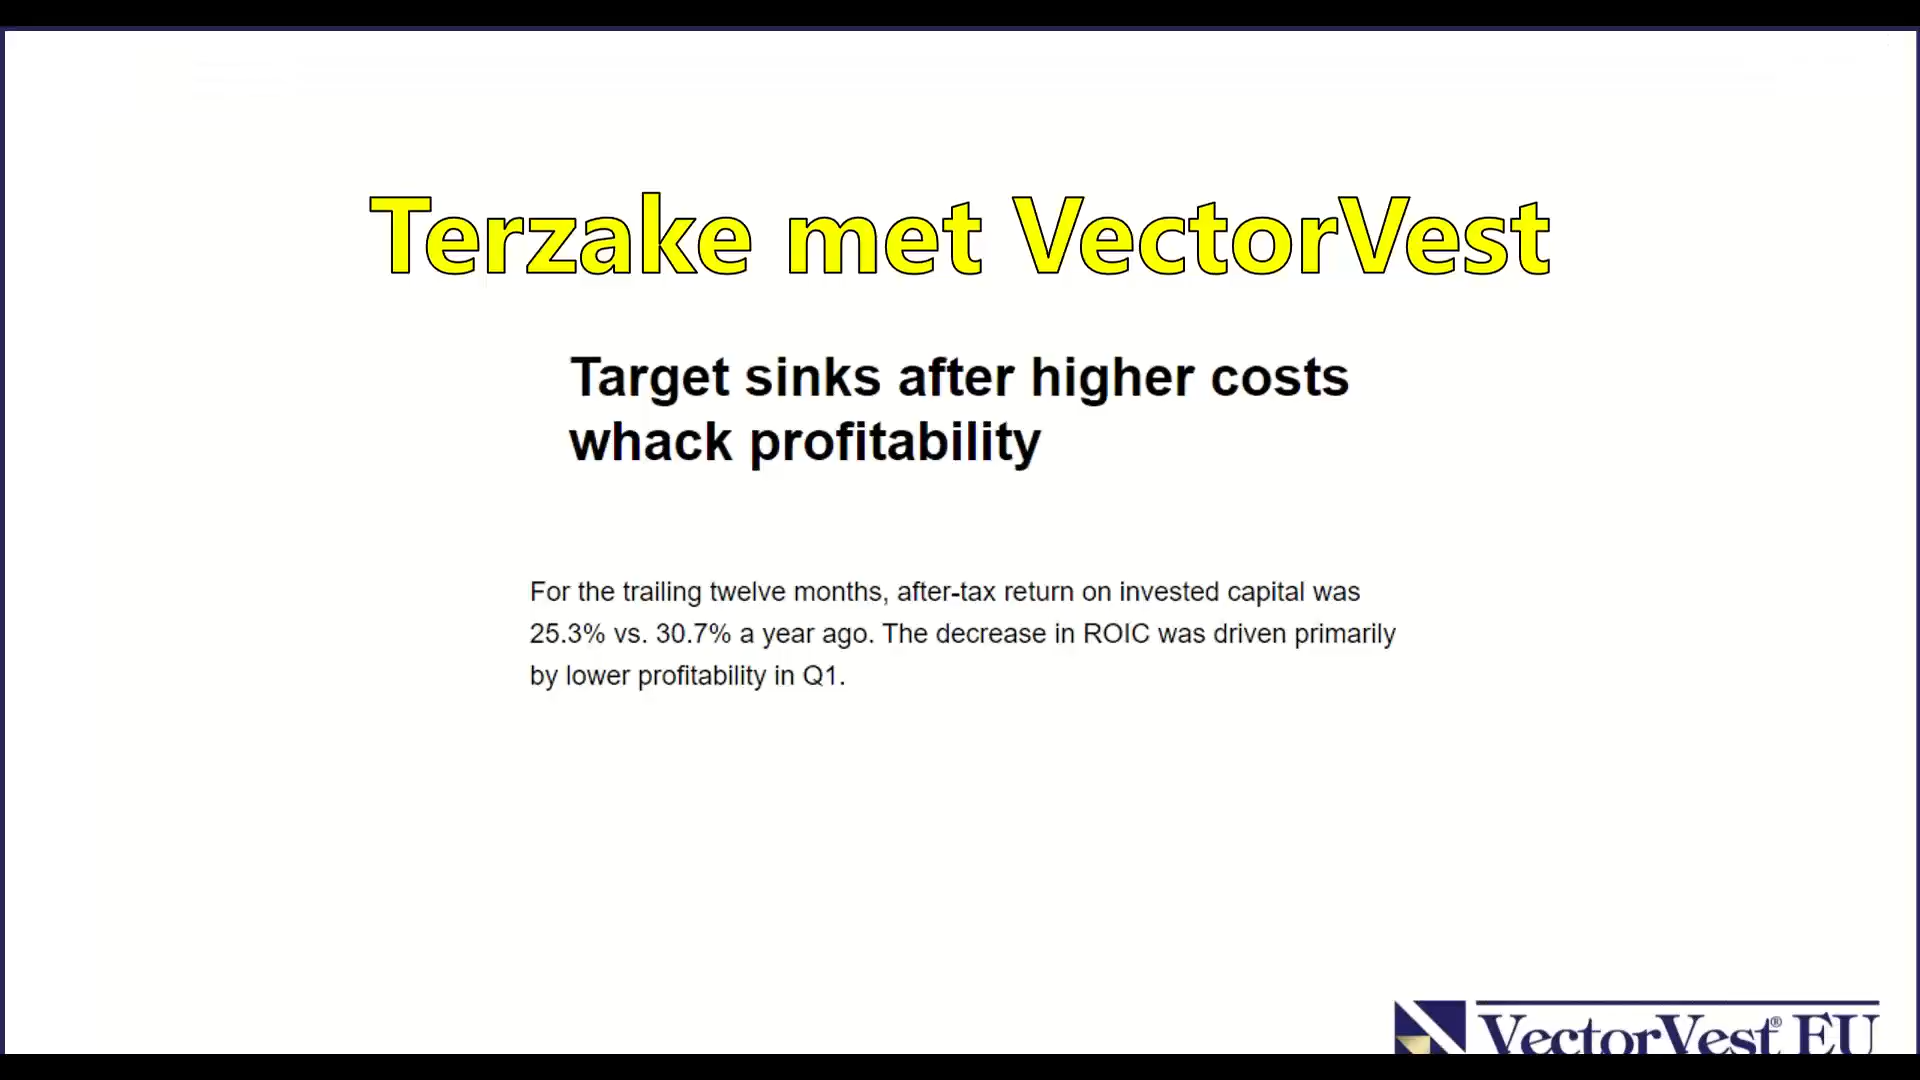 Terzake met VectorVest
Target sinks after higher costs
whack profitability
For the trailing twelve months, after-tax return on invested capital was
25.3% vs. 30.7% a year ago. The decrease in ROIC was driven primarily
by lower profitability in Q1.
VectorVest® EU